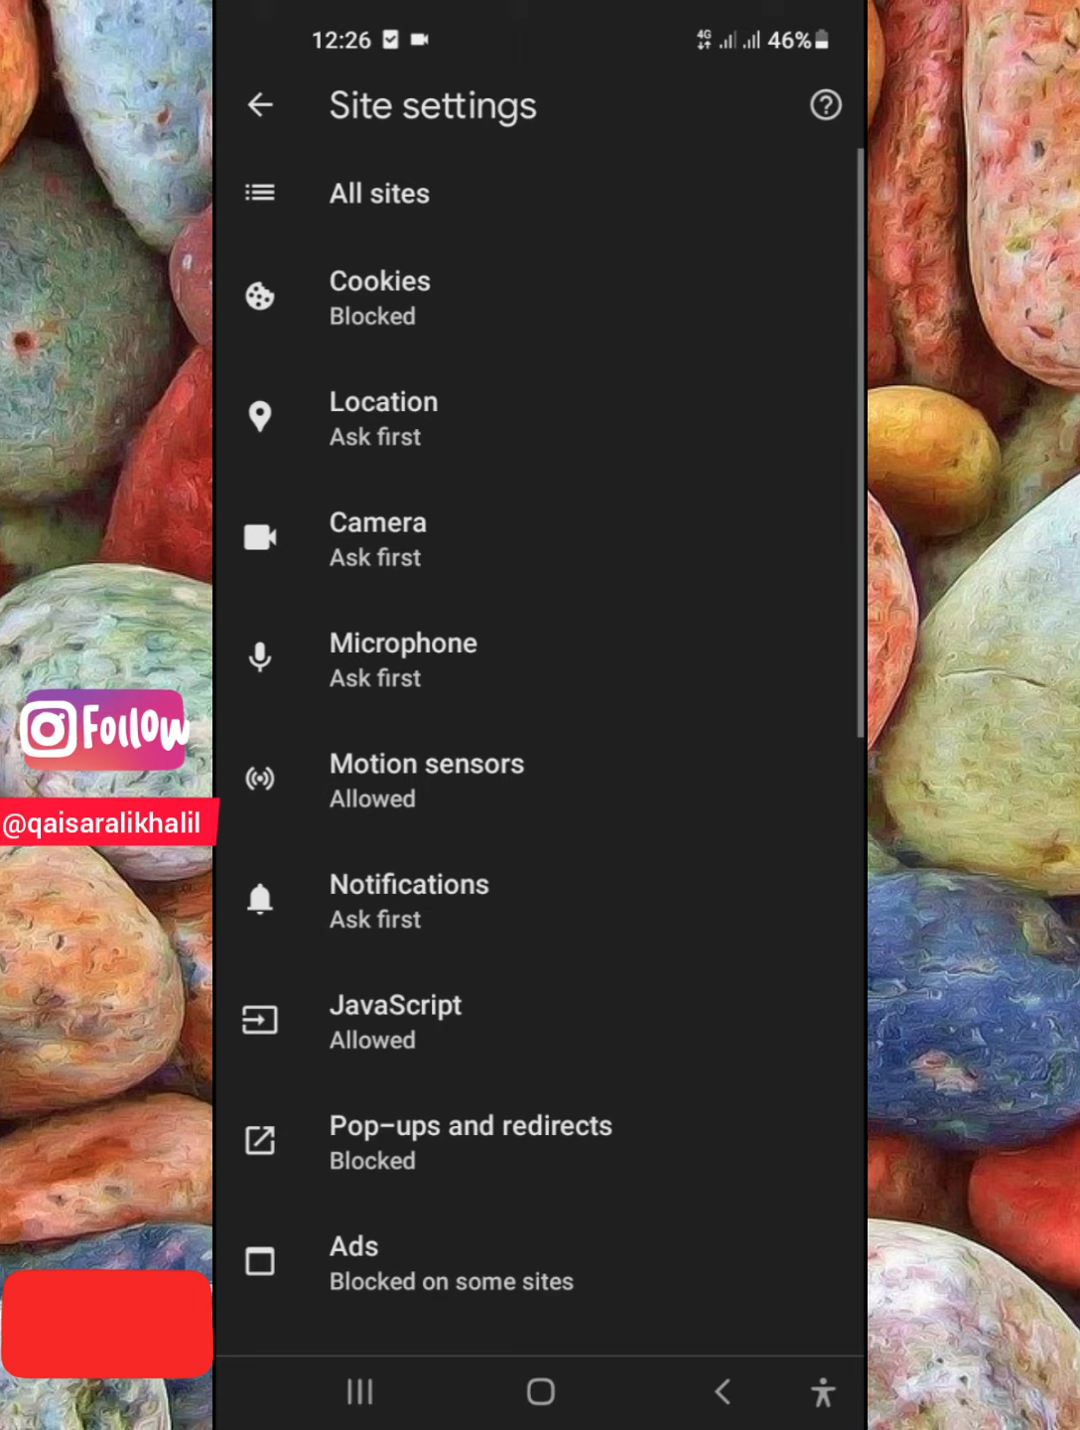 12:26
4G
46%
Site settings
All sites
Cookies
Blocked
Location
Ask first
Camera
Ask first
Microphone
Ask first
Motion sensors
Allowed
Follow
@qaisaralikhalil
Notifications
Ask first
JavaScript
Allowed
Pop-ups and redirects
Blocked
Ads
Blocked on some sites